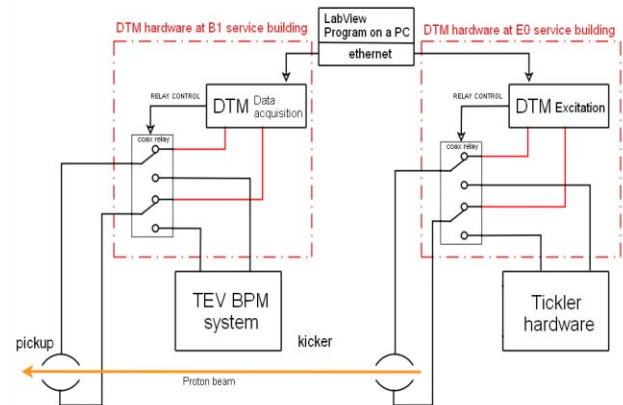 LabView
Program on a PC
ethernet
DTM hardware at B1 service building
DTM hardware at E0 service building
RELAY CONTROL
DTM Data
acquisition
coax relay
RELAY CONTROL
DTM Excitation
coax relay
TEV BPM
system
Tickler
hardware
pickup
kicker
Proton beam